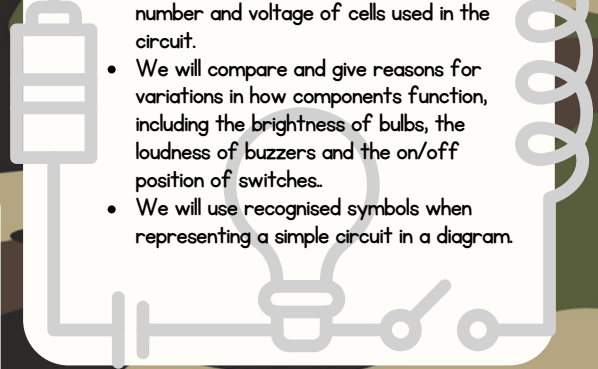 number and voltage of cells used in the
circuit.
• We will compare and give reasons for
variations in how components function,
including the brightness of bulbs, the
loudness of buzzers and the on/off
position of switches..
• We will use recognised symbols when
representing a simple circuit in a diagram.